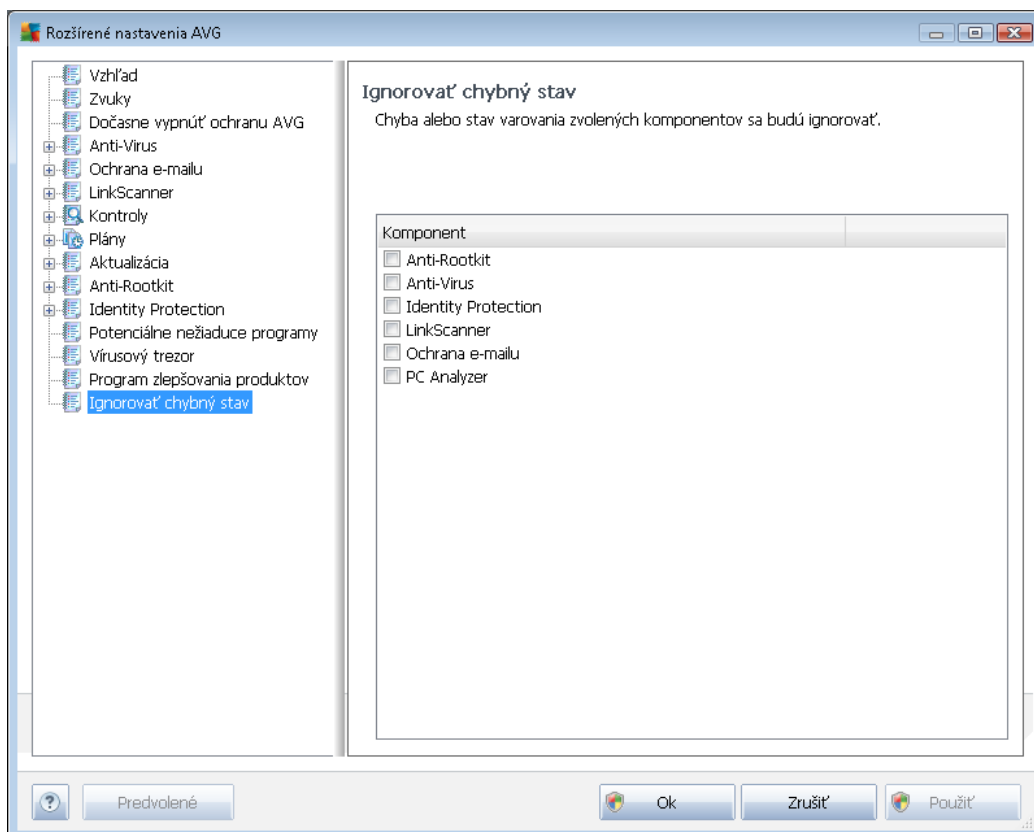 Rozšírené nastavenia AVG
Vzhľad
Zvuky
Dočasne vypnúť ochranu AVG
Anti-Virus
Ochrana e-mailu
LinkScanner
Kontroly
Plány
Aktualizácia
Anti-Rootkit
Identity Protection
Potenciálne nežiaduce programy
Vírusový trezor
Program zlepšovania produktov
Ignorovať chybný stav
Ignorovať chybný stav
Chyba alebo stav varovania zvolených komponentov sa budú ignorovať.
Komponent
Anti-Rootkit
Anti-Virus
Identity Protection
LinkScanner
Ochrana e-mailu
PC Analyzer
? Predvolené Ok Zrušiť Použiť